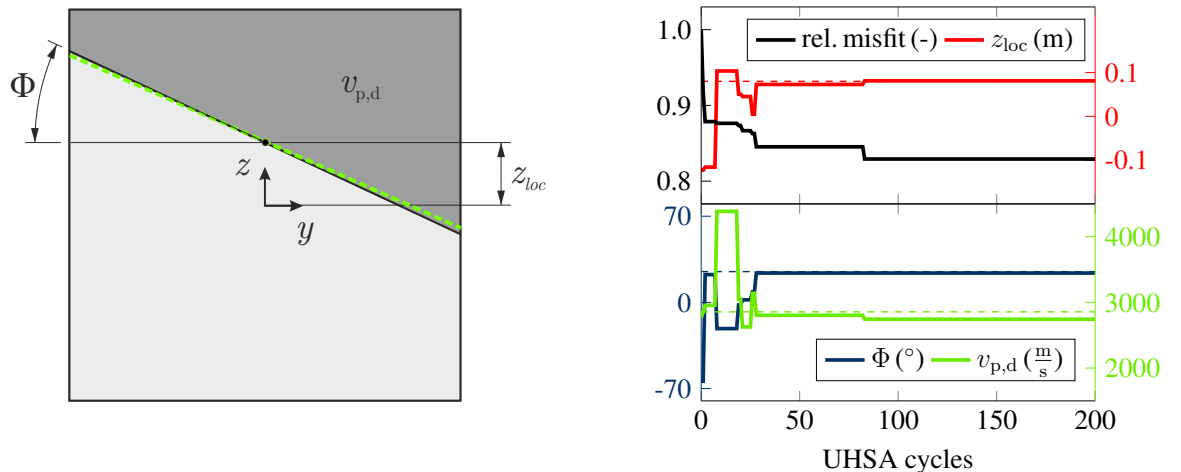 Φ
v_{p,d}
z
y
z_{loc}
1.0
0.9
0.8
rel. misfit (-)
z_{loc} (m)
0.1
0
-0.1
70
0
-70
4000
3000
2000
Φ (°)
v_{p,d} (m/s)
0 50 100 150 200
UHSA cycles